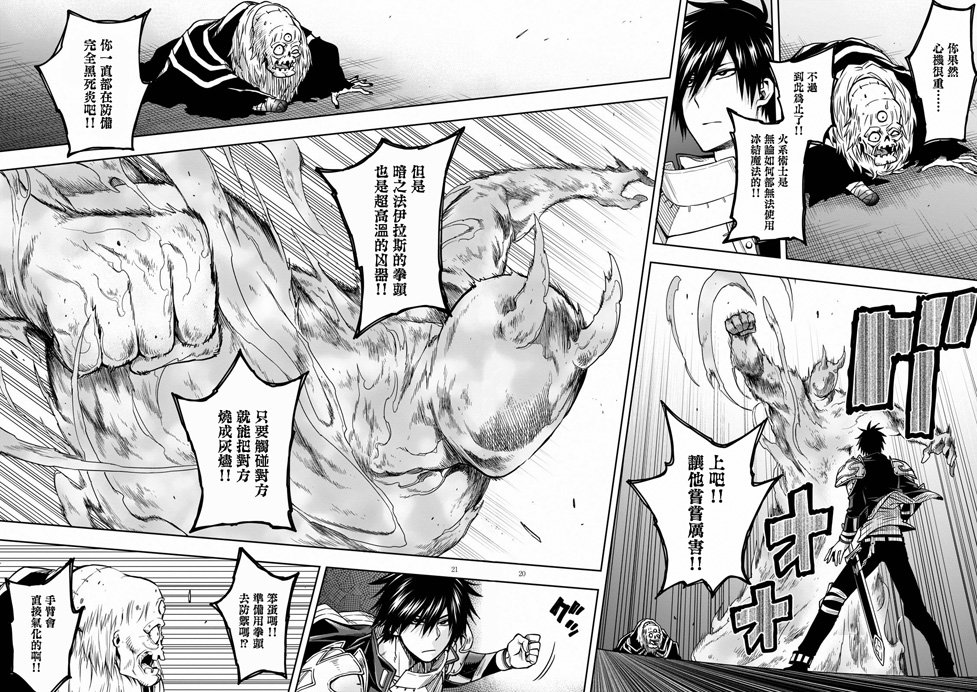 你果然
心機很重……
不過
到此為止了!!
火系術士是
無論如何都無法使用
冰結魔法的!!
ゴゴ
上吧!!
讓他嘗嘗厲害!!
オオ
你一直都在防備
完全黑死炎吧!!
但是
暗之法伊拉斯的拳頭
也是超高溫的凶器!!
只要觸碰對方
就能把對方
燒成灰燼!!
笨蛋嗎!!
準備用拳頭
去防禦嗎!?
手臂會
直接氣化的啊!!
21
20